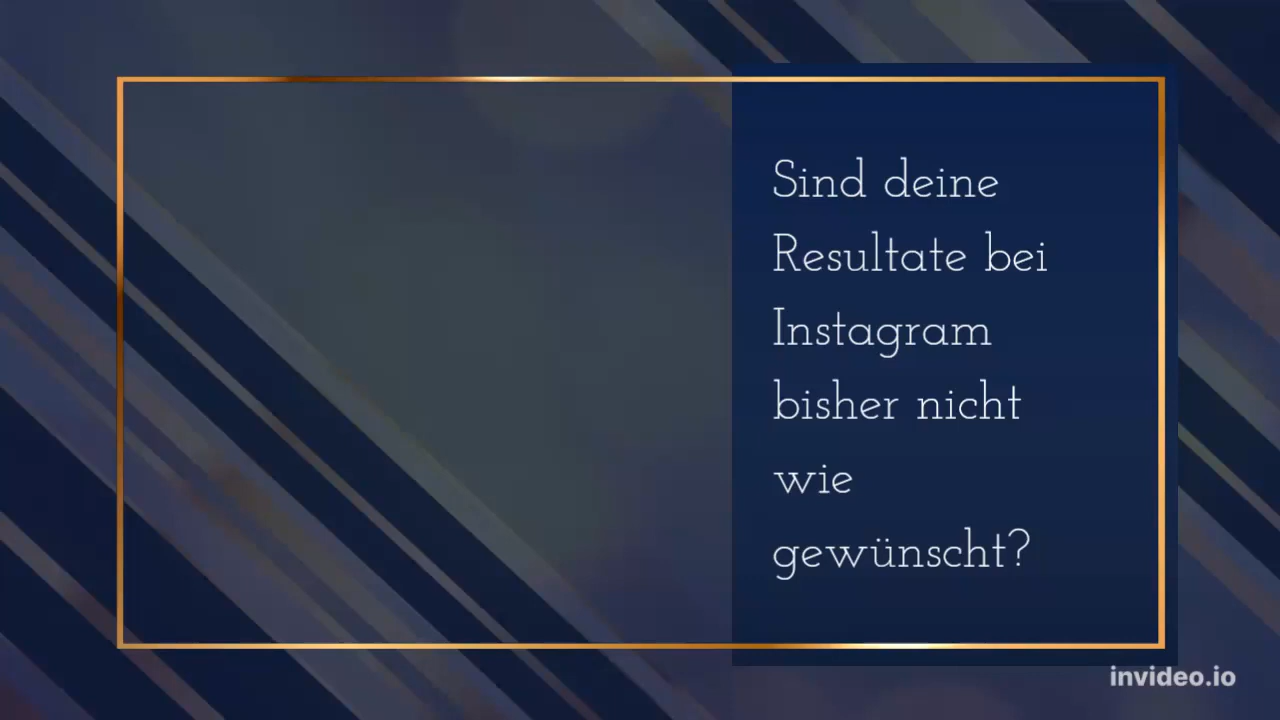 Sind deine
Resultate bei
Instagram
bisher nicht
wie
gewünscht?
invideo.io